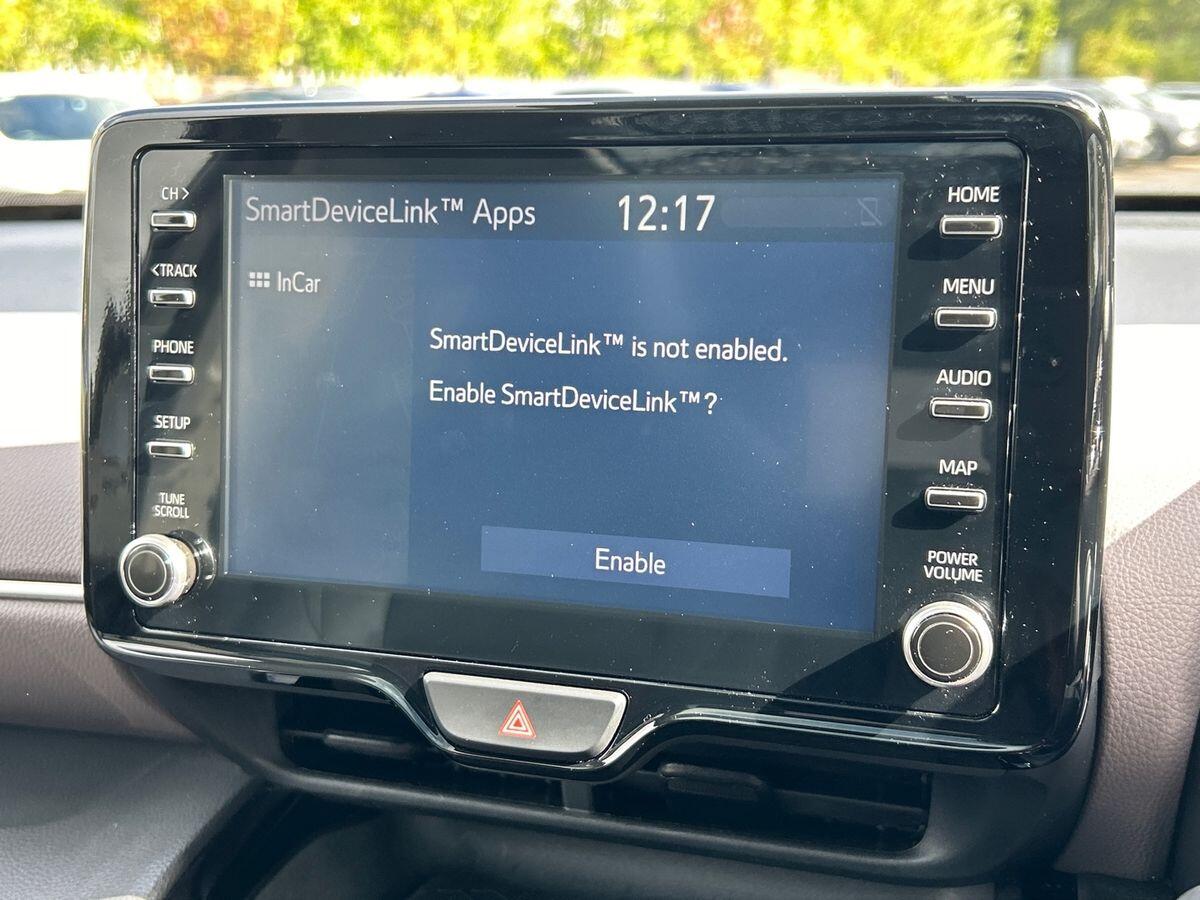 CH >
< TRACK
PHONE
SETUP
TUNE
SCROLL
SmartDeviceLink™ Apps
12:17
InCar
SmartDeviceLink™ is not enabled.
Enable SmartDeviceLink™?
Enable
HOME
MENU
AUDIO
MAP
POWER
VOLUME